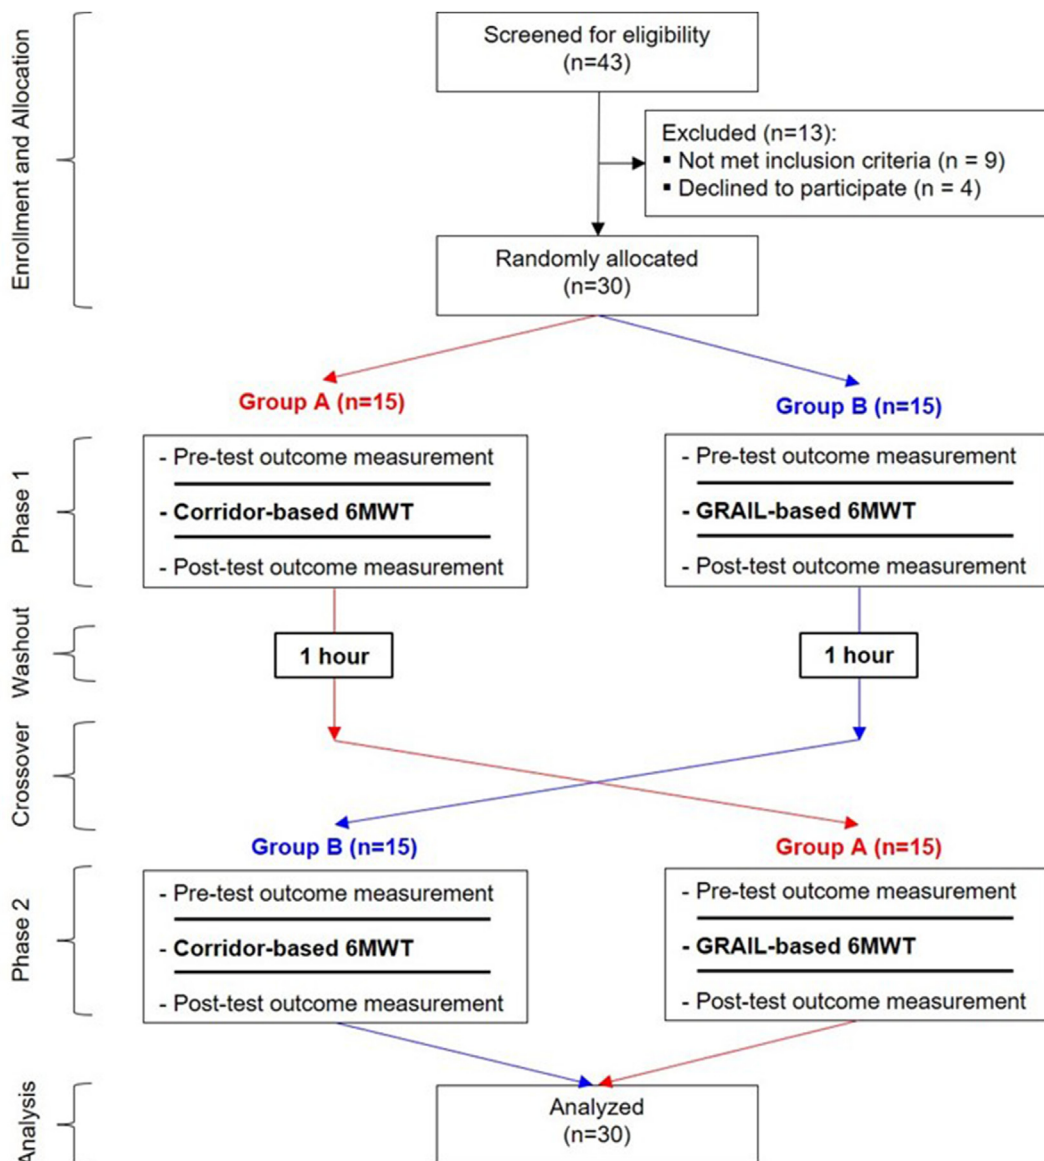 Enrollment and Allocation
Screened for eligibility
(n=43)
Excluded (n=13):
▪ Not met inclusion criteria (n = 9)
▪ Declined to participate (n = 4)
Randomly allocated
(n=30)
Group A (n=15)
Group B (n=15)
Phase 1
- Pre-test outcome measurement
- Corridor-based 6MWT
- Post-test outcome measurement
- Pre-test outcome measurement
- GRAIL-based 6MWT
- Post-test outcome measurement
Washout
1 hour
1 hour
Crossover
Group B (n=15)
Group A (n=15)
Phase 2
- Pre-test outcome measurement
- Corridor-based 6MWT
- Post-test outcome measurement
- Pre-test outcome measurement
- GRAIL-based 6MWT
- Post-test outcome measurement
Analysis
Analyzed
(n=30)